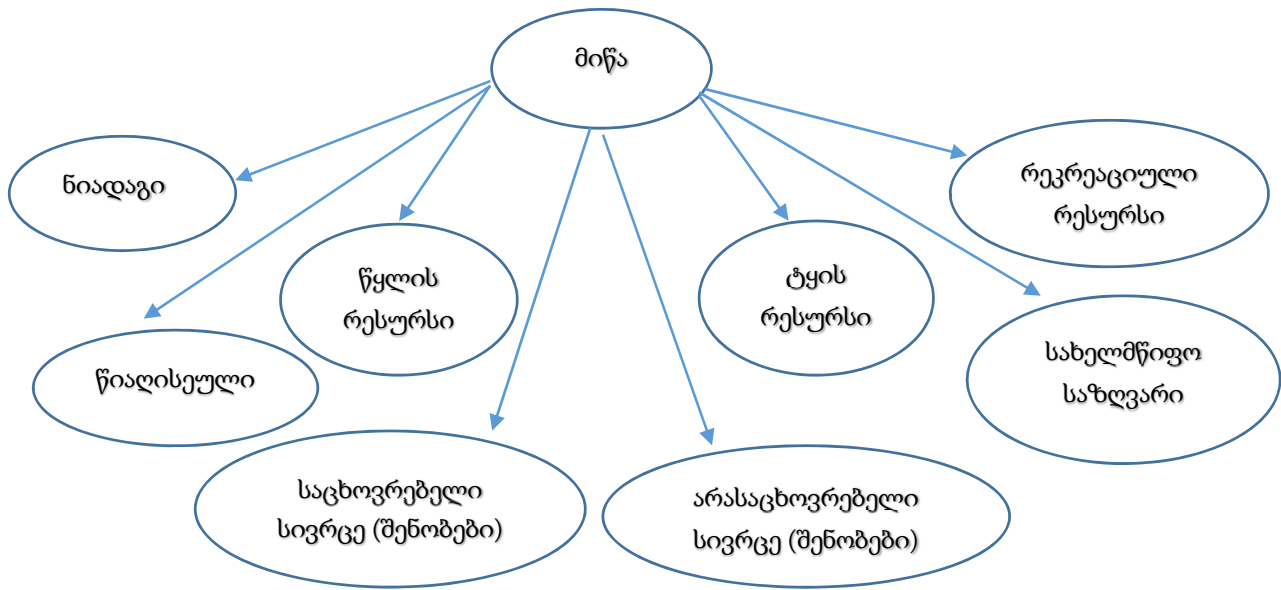 მიწა
ნიადაგი
რეკრეაციული
რესურსი
წყლის
რესურსი
ტყის
რესურსი
წიაღისეული
სახელმწიფო
საზღვარი
საცხოვრებელი
სივრცე (შენობები)
არასაცხოვრებელი
სივრცე (შენობები)